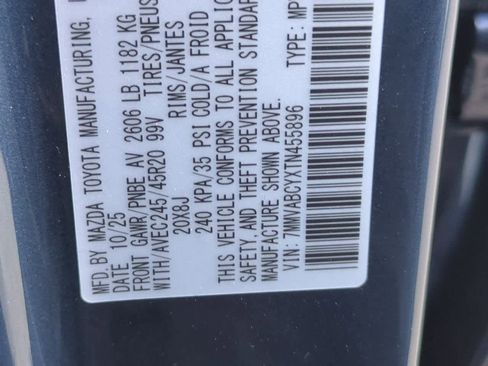 MFD. BY MAZDA TOYOTA MANUFACTURING,
DATE 10/25
FRONT GAWR/PNBE AV 2606 LB 1182 KG
WITH/AVEC245/45R20 99V TIRES/PNEUS
20X8J RIMS/JANTES
240 KPA/35 PSI COLD/A FROID
THIS VEHICLE CONFORMS TO ALL APPLI
SAFETY AND THEFT PREVENTION STANDAR
MANUFACTURE SHOWN ABOVE.
VIN: 7MMVABCYXTN455896 TYPE: MP